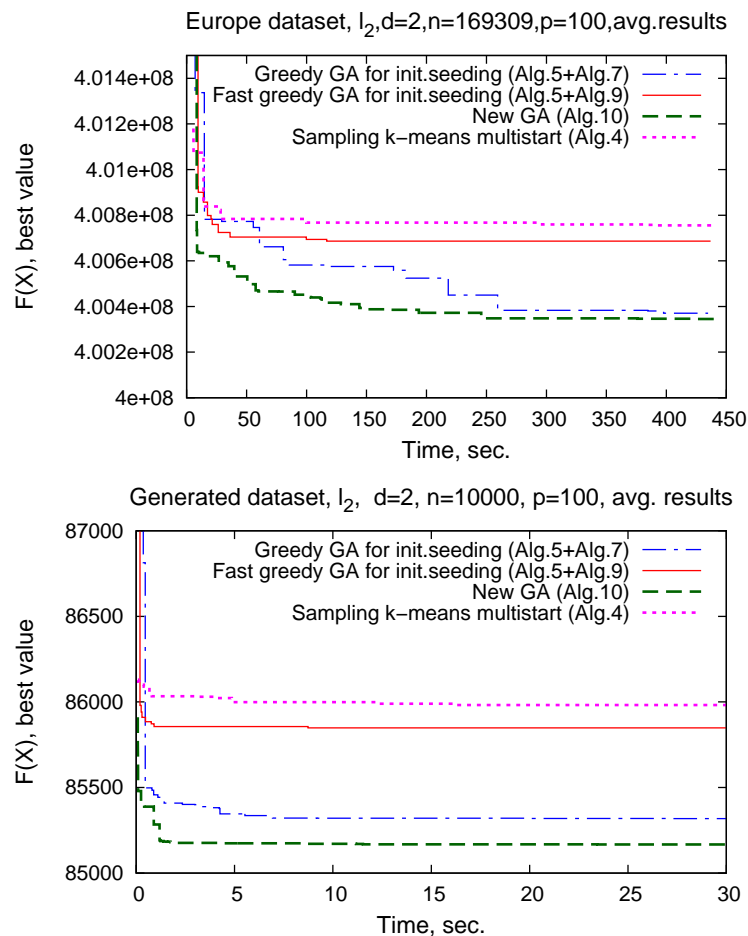 Europe dataset, l2,d=2,n=169309,p=100,avg.results
4.014e+08
4.012e+08
4.01e+08
4.008e+08
4.006e+08
4.004e+08
4.002e+08
4e+08
F(X), best value
Greedy GA for init.seeding (Alg.5+Alg.7)
Fast greedy GA for init.seeding (Alg.5+Alg.9)
New GA (Alg.10)
Sampling k−means multistart (Alg.4)
0 50 100 150 200 250 300 350 400 450
Time, sec.
Generated dataset, l2, d=2, n=10000, p=100, avg. results
87000
86500
86000
85500
85000
F(X), best value
Greedy GA for init.seeding (Alg.5+Alg.7)
Fast greedy GA for init.seeding (Alg.5+Alg.9)
New GA (Alg.10)
Sampling k−means multistart (Alg.4)
0 5 10 15 20 25 30
Time, sec.